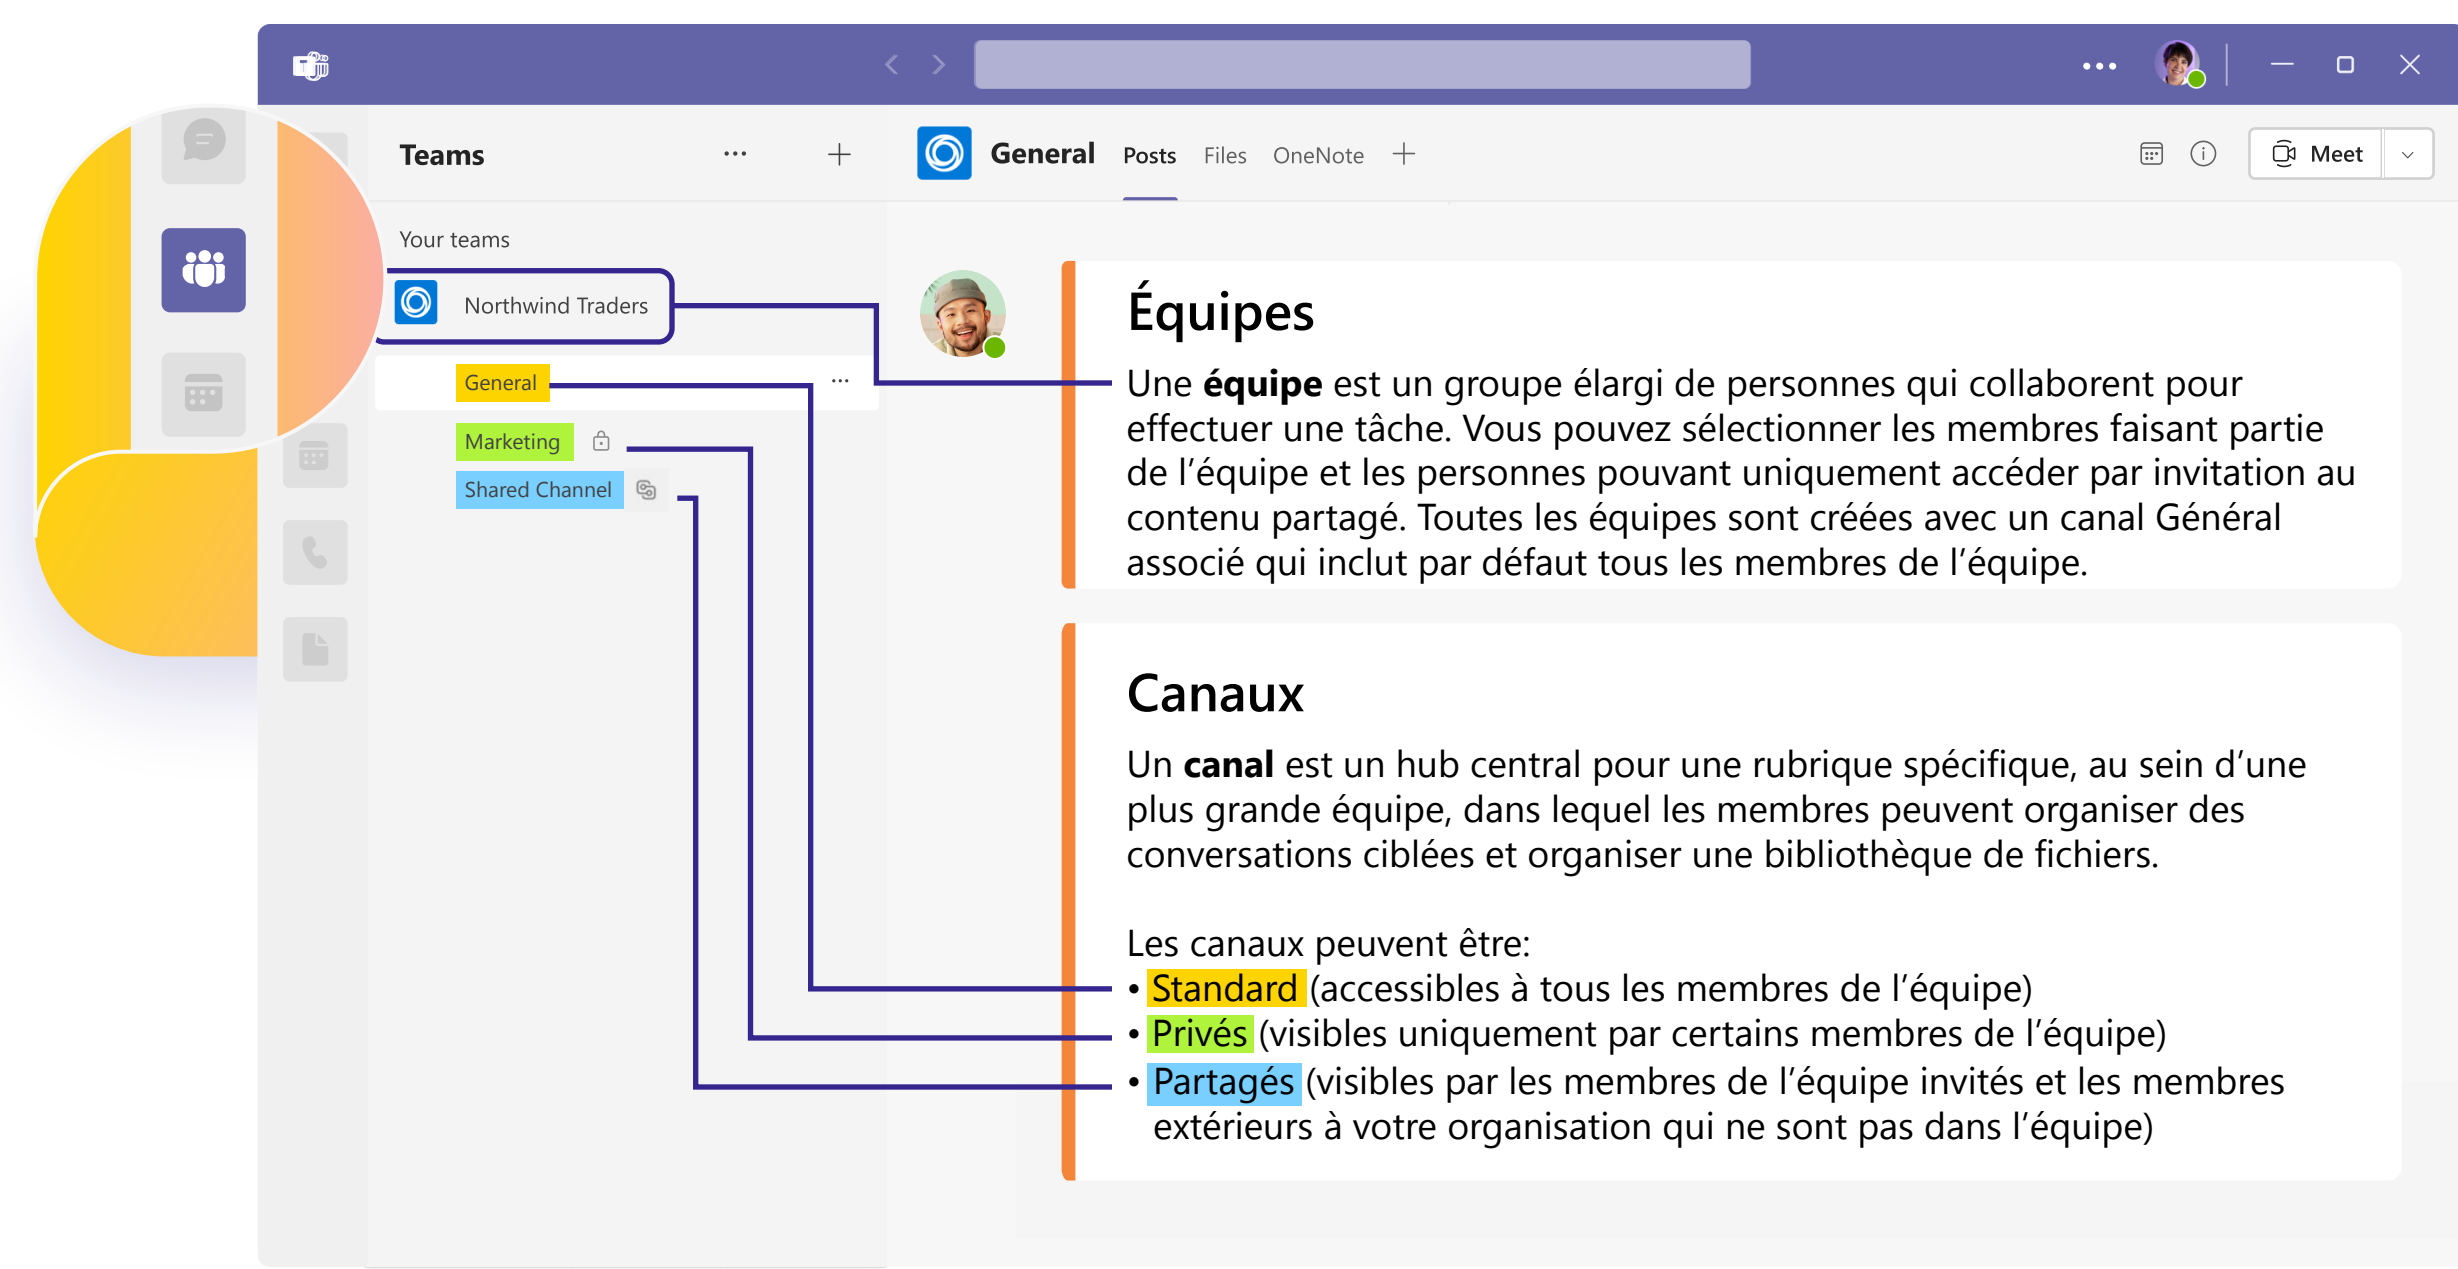 Teams
General Posts Files OneNote
Meet
Your teams
Northwind Traders
General
Marketing
Shared Channel
Équipes
Une équipe est un groupe élargi de personnes qui collaborent pour
effectuer une tâche. Vous pouvez sélectionner les membres faisant partie
de l’équipe et les personnes pouvant uniquement accéder par invitation au
contenu partagé. Toutes les équipes sont créées avec un canal Général
associé qui inclut par défaut tous les membres de l’équipe.
Canaux
Un canal est un hub central pour une rubrique spécifique, au sein d’une
plus grande équipe, dans lequel les membres peuvent organiser des
conversations ciblées et organiser une bibliothèque de fichiers.
Les canaux peuvent être:
• Standard (accessibles à tous les membres de l’équipe)
• Privés (visibles uniquement par certains membres de l’équipe)
• Partagés (visibles par les membres de l’équipe invités et les membres
extérieurs à votre organisation qui ne sont pas dans l’équipe)